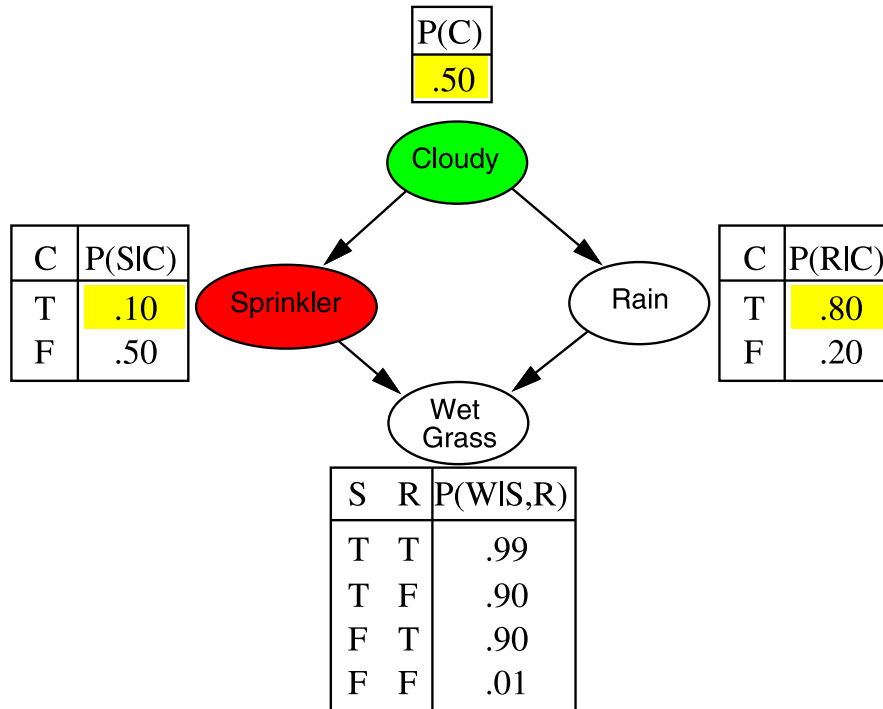 P(C)
.50
Cloudy
C P(S|C)
T .10
F .50
Sprinkler
Rain
C P(R|C)
T .80
F .20
Wet
Grass
S R P(W|S,R)
T T .99
T F .90
F T .90
F F .01